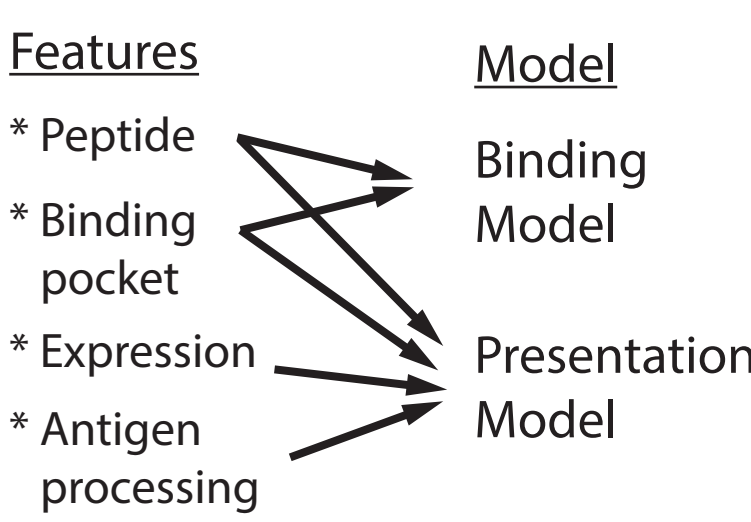 Features
* Peptide
* Binding
pocket
* Expression
* Antigen
processing
Model
Binding
Model
Presentation
Model